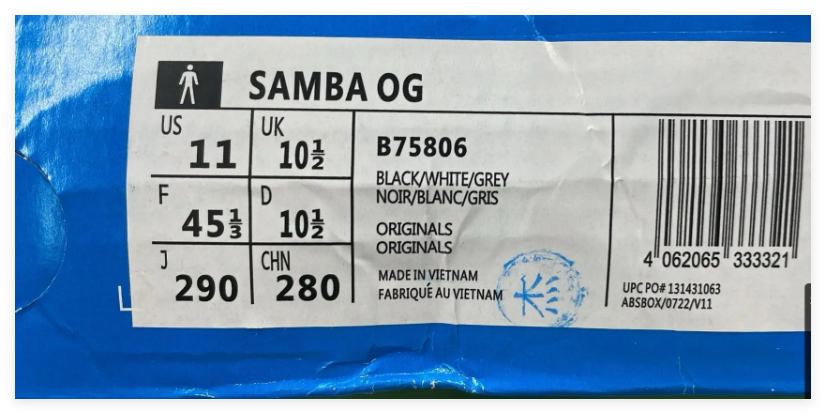 SAMBA OG
US 11
UK 10½
F 45⅓
D 10½
J 290
CHN 280
B75806
BLACK/WHITE/GREY
NOIR/BLANC/GRIS
ORIGINALS
ORIGINALS
MADE IN VIETNAM
FABRIQUÉ AU VIETNAM
4 062065 333321
UPC PO# 131431063
ABSBOX/0722/V11